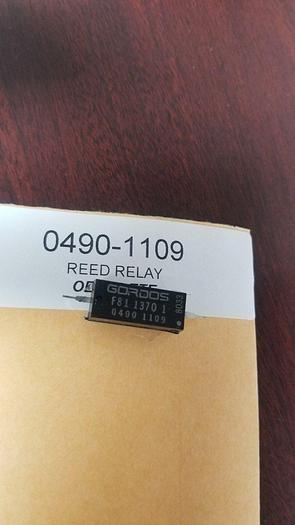 0490-1109
REED RELAY
GORDOS
F81 1370 1
0490 1109
8033